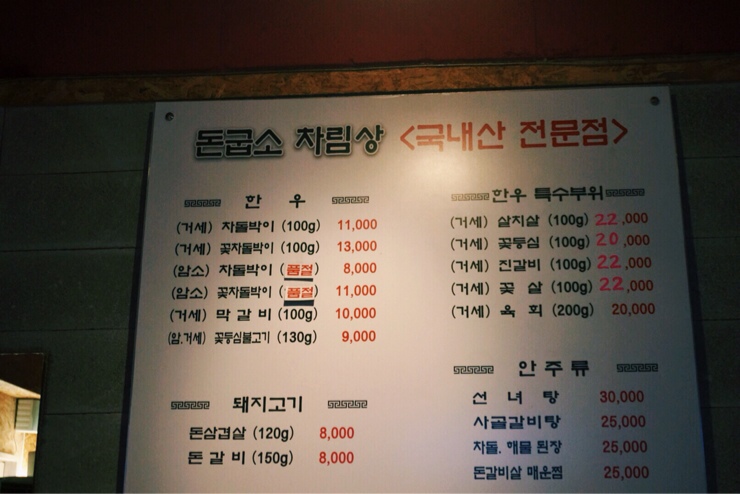 돈굽소 차림상 <국내산 전문점>
한 우
(거세) 차돌박이 (100g) 11,000
(거세) 꽃차돌박이 (100g) 13,000
(암소) 차돌박이 (품절) 8,000
(암소) 꽃차돌박이 (품절) 11,000
(거세) 막 갈 비 (100g) 10,000
(암.거세) 꽃등심불고기 (130g) 9,000
돼지고기
돈삼겹살 (120g) 8,000
돈 갈 비 (150g) 8,000
한우 특수부위
(거세) 살치살 (100g) 22,000
(거세) 꽃등심 (100g) 20,000
(거세) 진갈비 (100g) 22,000
(거세) 꽃 살 (100g) 22,000
(거세) 육 회 (200g) 20,000
안 주 류
선 녀 탕 30,000
사골갈비탕 25,000
차돌. 해물 된장 25,000
돈갈비살 매운찜 25,000